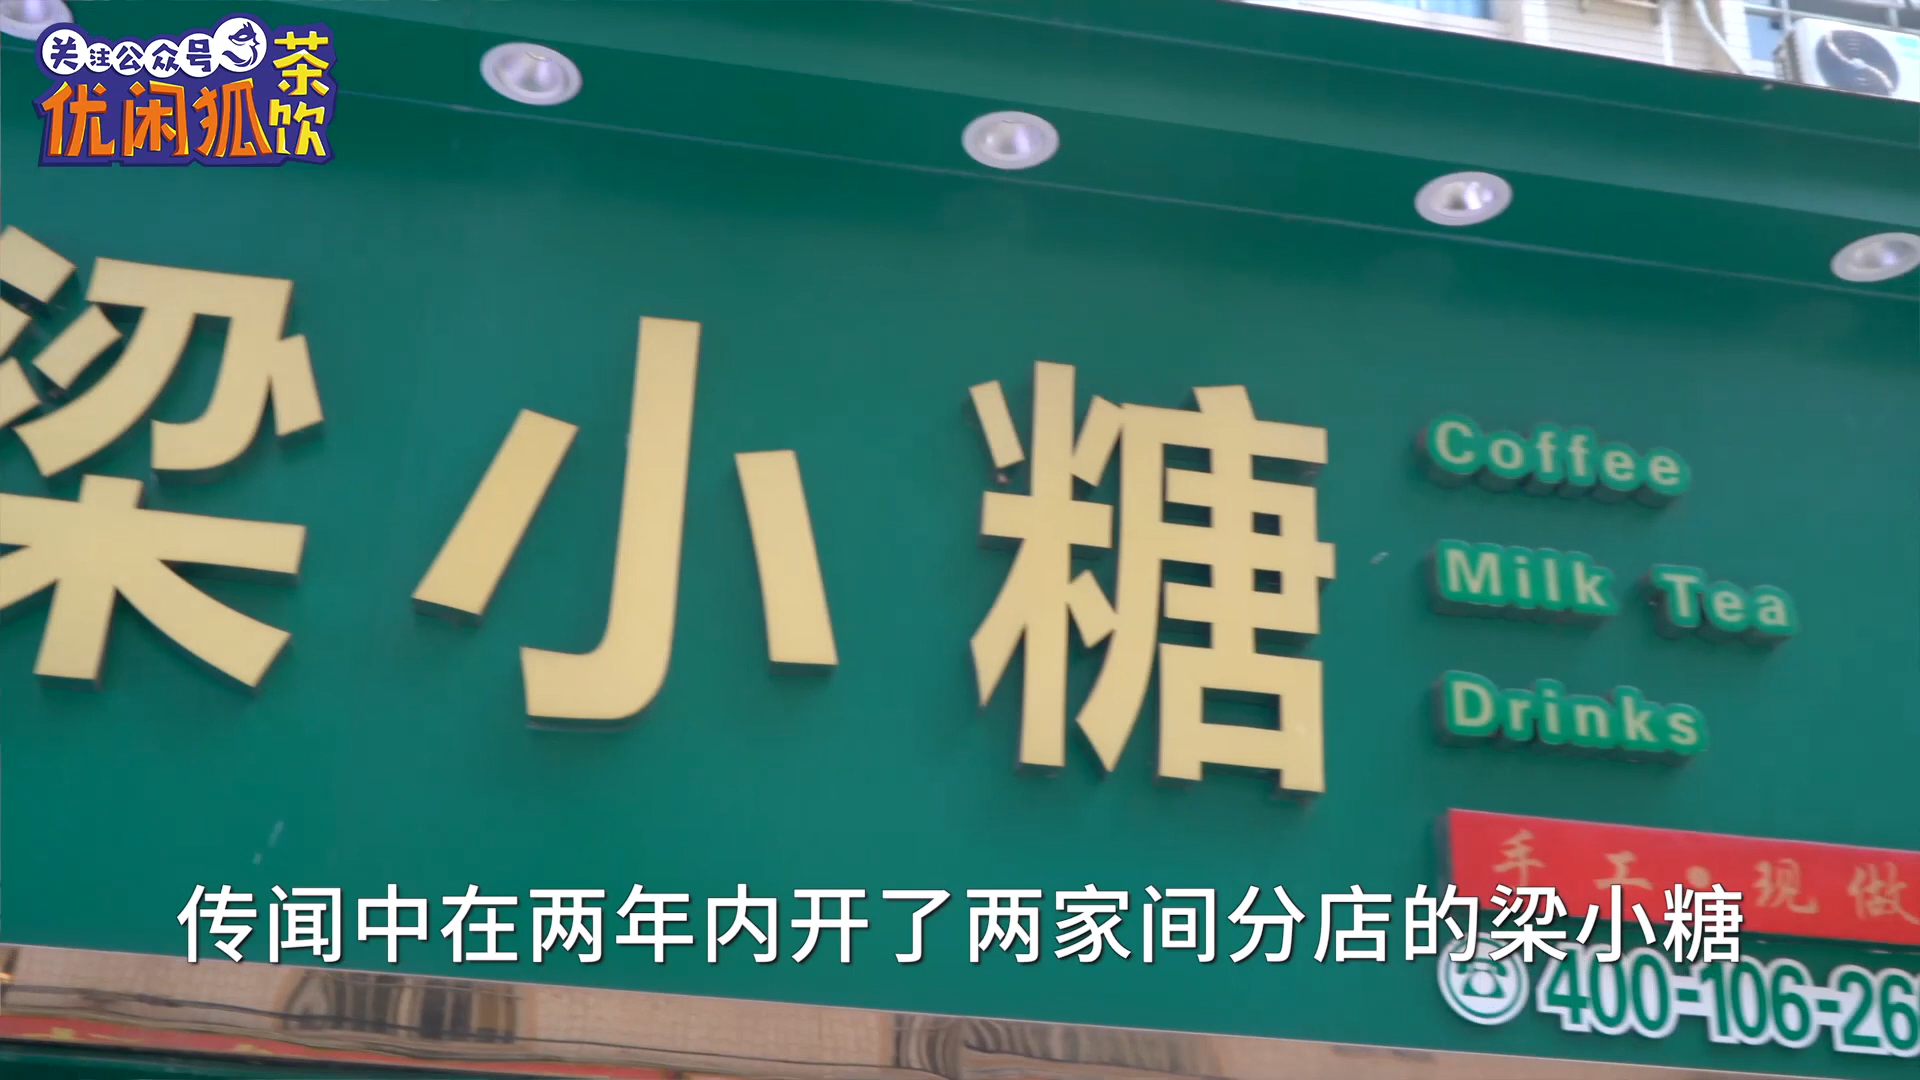 关注公众号
优闲狐
茶饮
梁小糖
Coffee
Milk Tea
Drinks
手工·现做
传闻中在两年内开了两家间分店的梁小糖
400-106-26